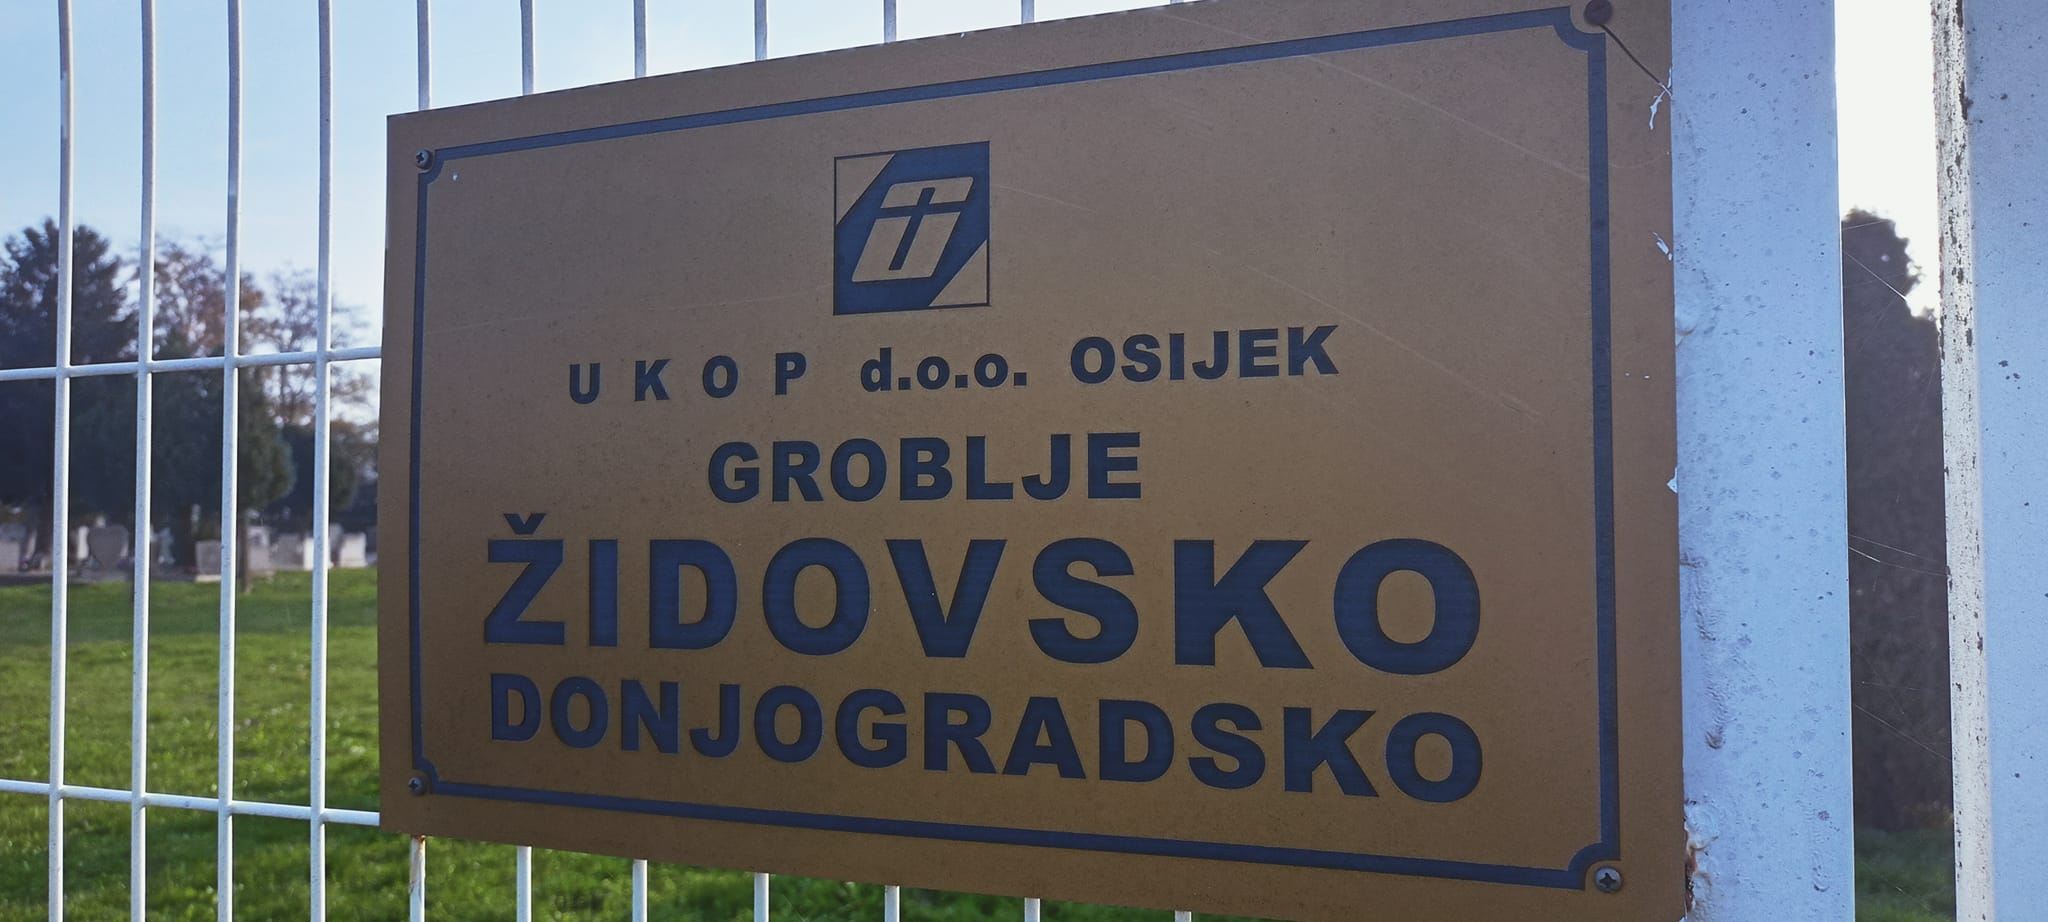 U K O P d.o.o. OSIJEK
GROBLJE
ŽIDOVSKO
DONJOGRADSKO